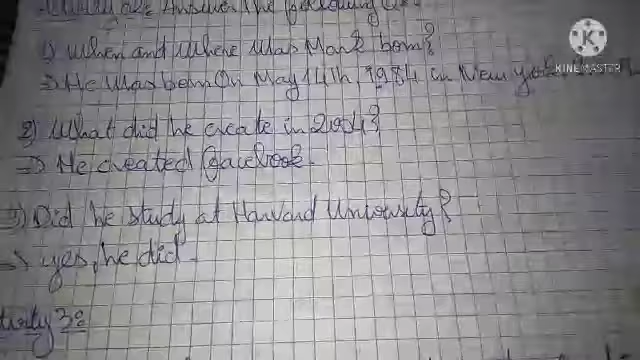 Answer the following
1) When and where was Mark born?
⇒ He was born on May 14th, 1984 in New york
KINEMASTER
2) What did he create in 2004?
⇒ He created facebook.
3) Did he study at Harvard University?
⇒ yes, he did.
3: